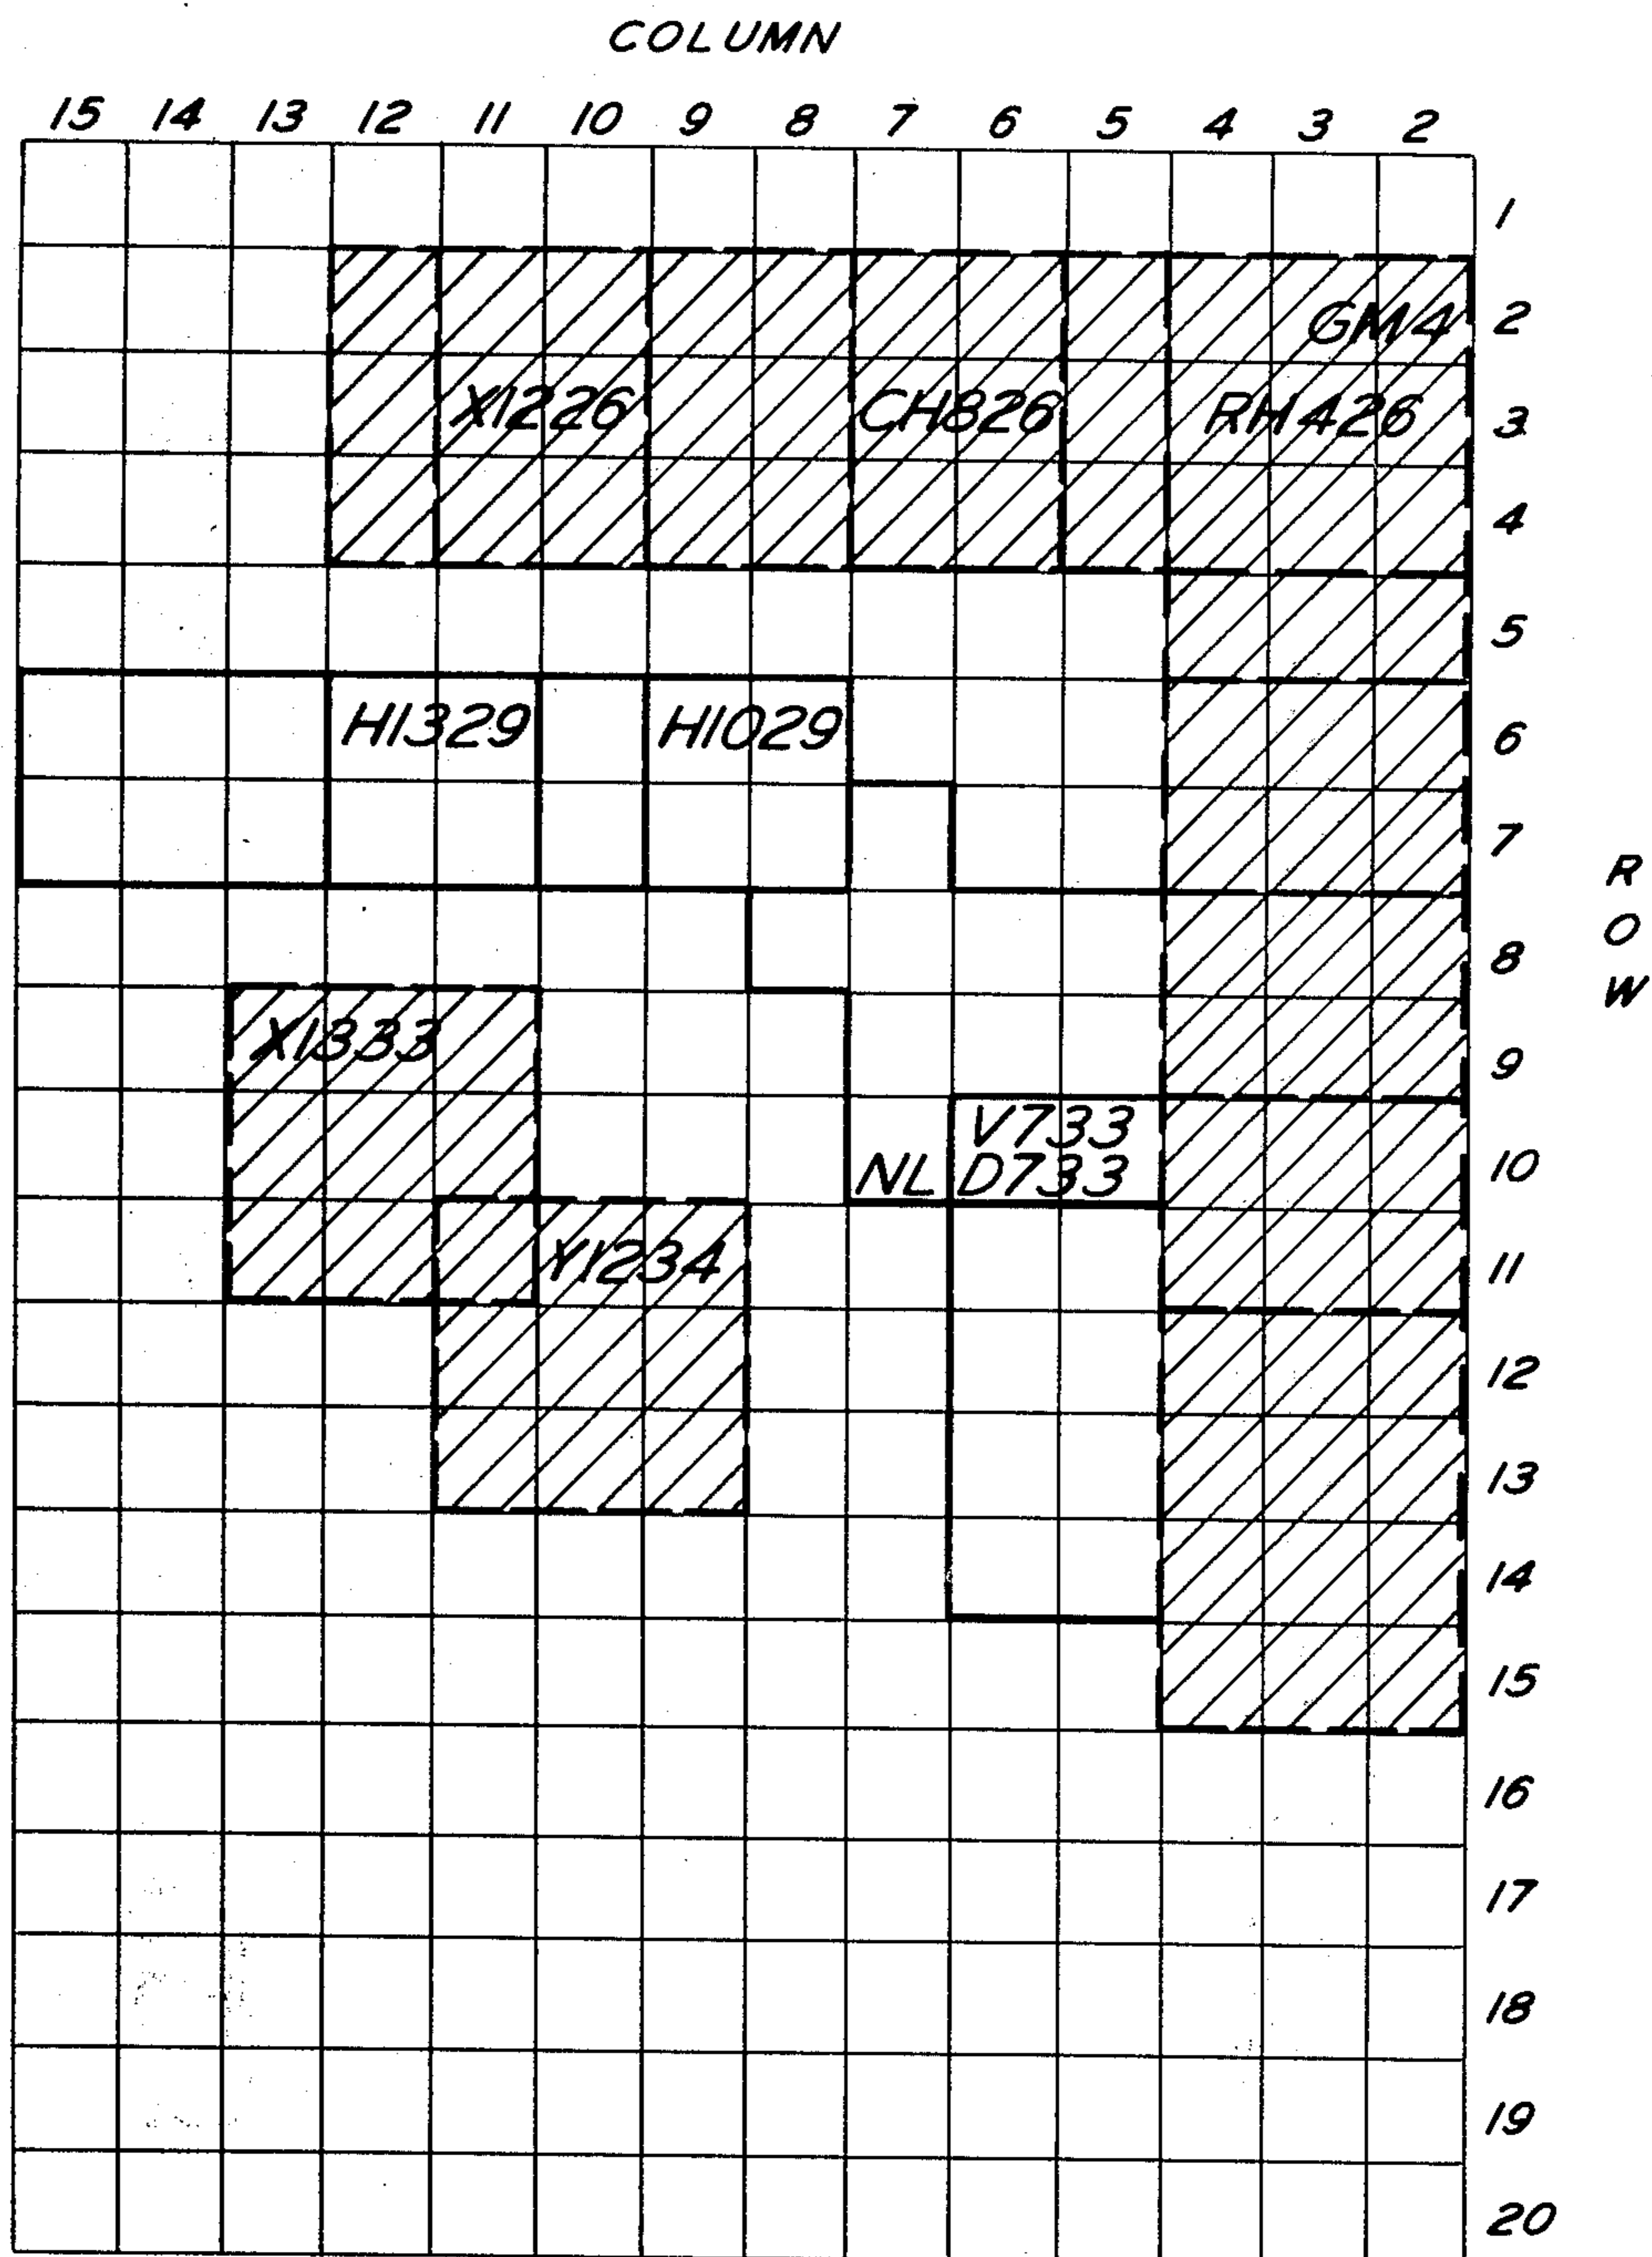 COLUMN
15 14 13 12 11 10 9 8 7 6 5 4 3 2
1
GM4 2
X1226 CH826 RH426 3
4
5
H1329 H1029 6
7
8
X1333 9
V733
NL D733 10
Y1234 11
12
13
14
15
16
17
18
19
20
ROW